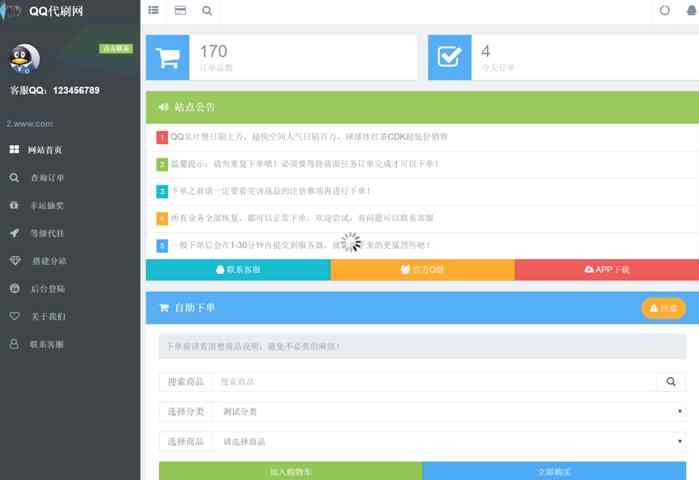 QQ代刷网
点击联系
客服QQ：123456789
2.www.com
网站首页
查询订单
幸运抽奖
等级代挂
搭建分站
后台登陆
关于我们
联系客服
170
订单总数
4
今天订单
站点公告
1 QQ名片赞日刷上万，超快空间人气日刷百万，球球冰红茶CDK超低价销售
2 温馨提示：请勿重复下单哦！必须要等待前面任务订单完成才可以下单！
3 下单之前请一定要看完该商品的注意事项再进行下单！
4 所有业务全部恢复，都可以正常下单，欢迎尝试，有问题可以联系客服
5 一般下单后会在1-30分钟内提交到服务器，
来的更猛烈些吧！
联系客服
官方Q群
APP下载
自助下单
下单前请看清楚商品说明，避免不必要的麻烦！
搜索商品
搜索商品
选择分类
测试分类
选择商品
请选择商品
加入购物车
立即购买